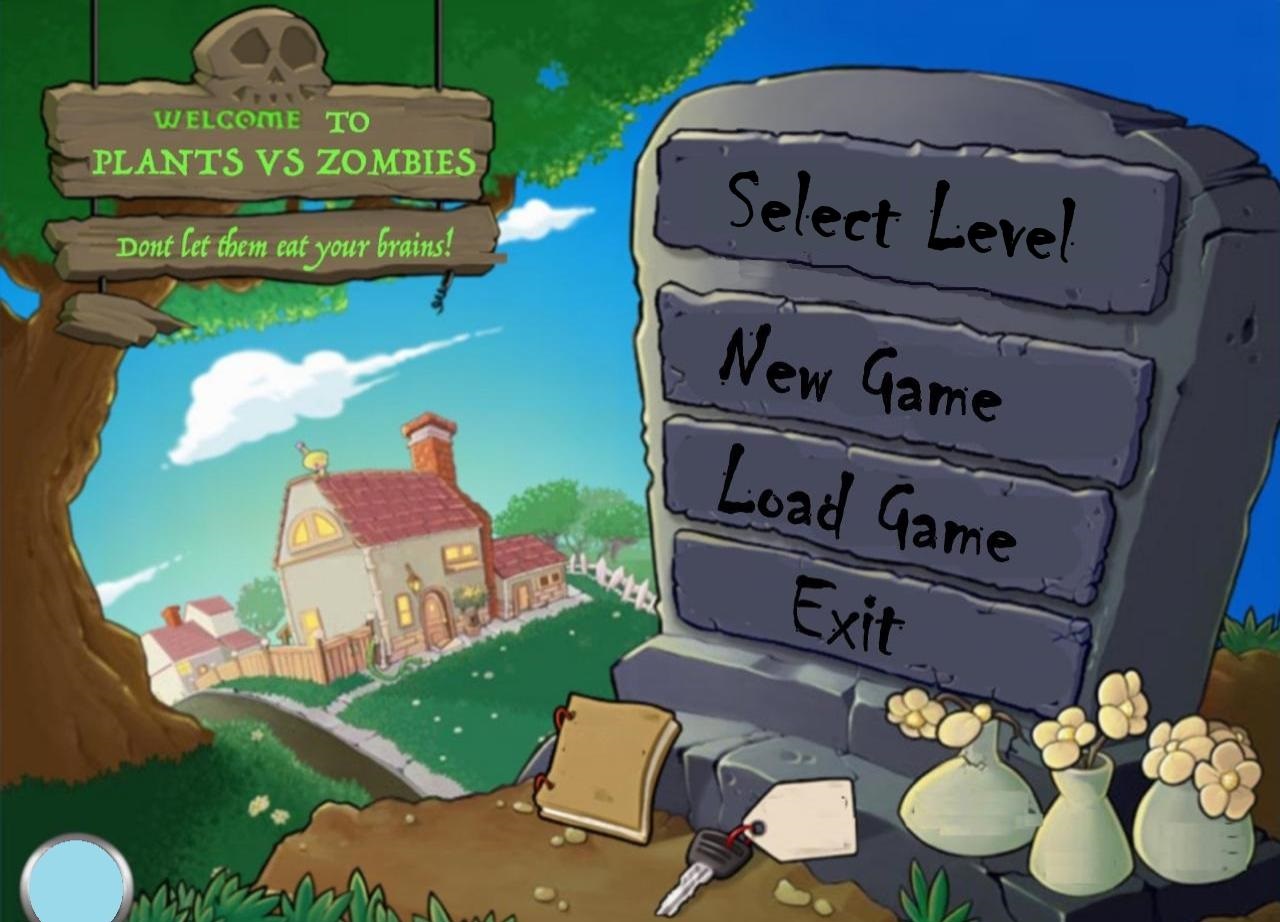 WELCOME TO
PLANTS VS ZOMBIES
Dont let them eat your brains!
Select Level
New Game
Load Game
Exit